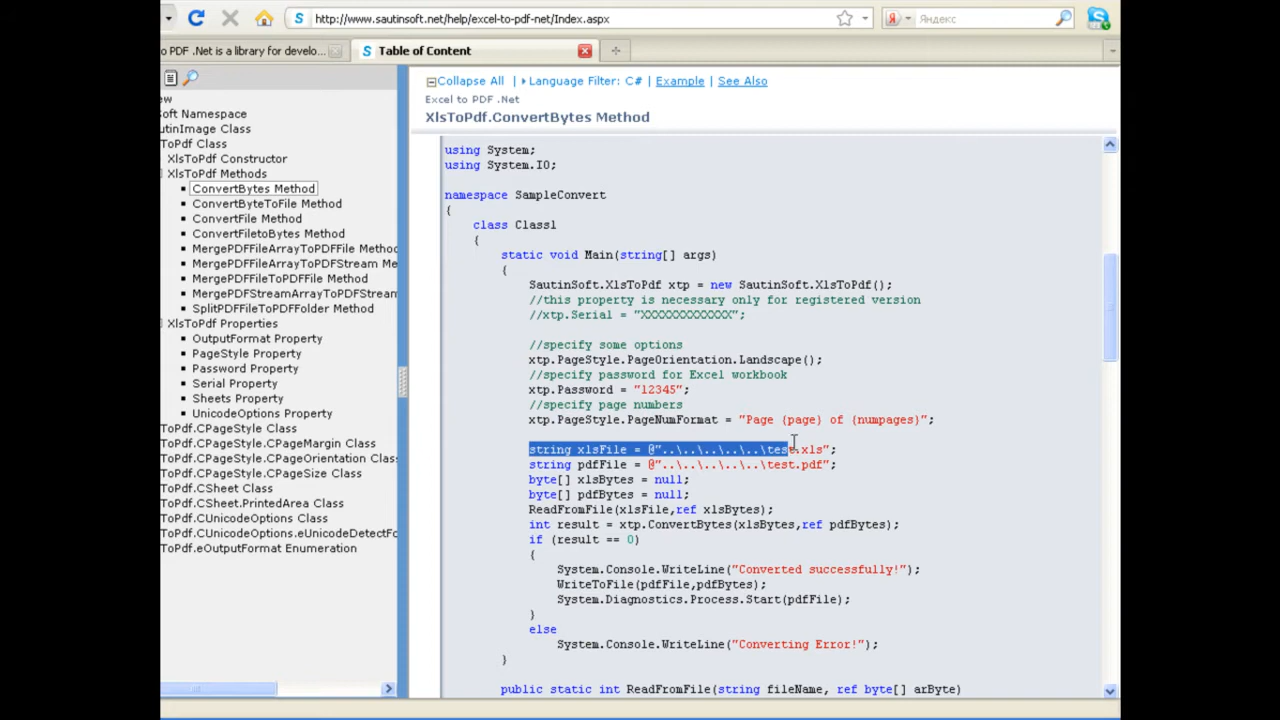 http://www.sautinsoft.net/help/excel-to-pdf-net/Index.aspx
Яндекс
o PDF .Net is a library for develo...
Table of Content
Collapse All | Language Filter: C# | Example | See Also
Excel to PDF .Net
XlsToPdf.ConvertBytes Method
ew
Soft Namespace
utinImage Class
ToPdf Class
XlsToPdf Constructor
XlsToPdf Methods
ConvertBytes Method
ConvertByteToFile Method
ConvertFile Method
ConvertFiletoBytes Method
MergePDFFileArrayToPDFFile Method
MergePDFFileArrayToPDFStream Me
MergePDFFileToPDFFile Method
MergePDFStreamArrayToPDFStream
SplitPDFFileToPDFFolder Method
XlsToPdf Properties
OutputFormat Property
PageStyle Property
Password Property
Serial Property
Sheets Property
UnicodeOptions Property
ToPdf.CPageStyle Class
ToPdf.CPageStyle.CPageMargin Class
ToPdf.CPageStyle.CPageOrientation Class
ToPdf.CPageStyle.CPageSize Class
ToPdf.CSheet Class
ToPdf.CSheet.PrintedArea Class
ToPdf.CUnicodeOptions Class
ToPdf.CUnicodeOptions.eUnicodeDetectFo
ToPdf.eOutputFormat Enumeration
using System;
using System.IO;
namespace SampleConvert
{
class Class1
{
static void Main(string[] args)
{
SautinSoft.XlsToPdf xtp = new SautinSoft.XlsToPdf();
//this property is necessary only for registered version
//xtp.Serial = "XXXXXXXXXXXX";
//specify some options
xtp.PageStyle.PageOrientation.Landscape();
//specify password for Excel workbook
xtp.Password = "12345";
//specify page numbers
xtp.PageStyle.PageNumFormat = "Page {page} of {numpages}";
string xlsFile = @"..\..\..\..\..\test.xls";
string pdfFile = @"..\..\..\..\..\test.pdf";
byte[] xlsBytes = null;
byte[] pdfBytes = null;
ReadFromFile(xlsFile,ref xlsBytes);
int result = xtp.ConvertBytes(xlsBytes,ref pdfBytes);
if (result == 0)
{
System.Console.WriteLine("Converted successfully!");
WriteToFile(pdfFile,pdfBytes);
System.Diagnostics.Process.Start(pdfFile);
}
else
System.Console.WriteLine("Converting Error!");
}
public static int ReadFromFile(string fileName, ref byte[] arByte)